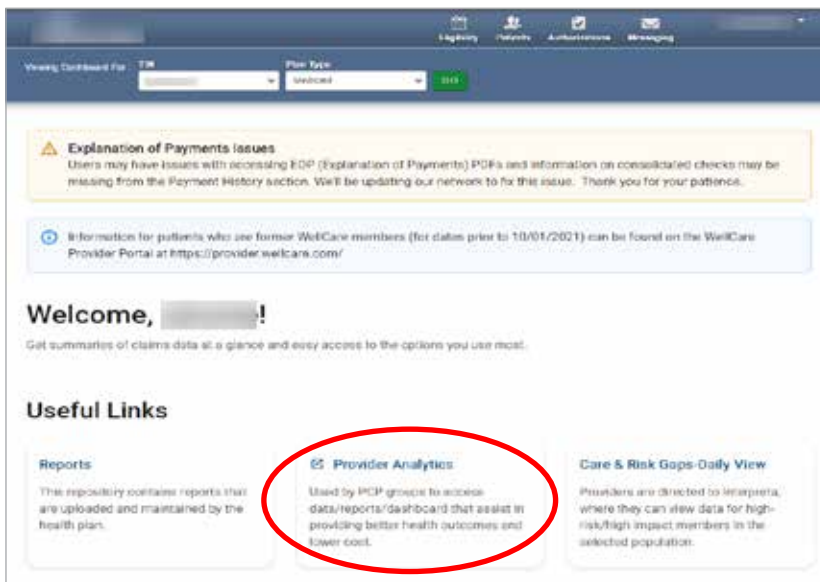 Eligibility Patients Authorizations Messaging
Viewing Dashboard For TIN Plan Type
Medicaid GO
Explanation of Payments Issues
Users may have issues with accessing EOP (Explanation of Payments) PDFs and information on consolidated checks may be
missing from the Payment History section. We'll be updating our network to fix this issue. Thank you for your patience.
Information for patients who are former WellCare members (for dates prior to 10/01/2021) can be found on the WellCare
Provider Portal at https://provider.wellcare.com/
Welcome, !
Get summaries of claims data at a glance and easy access to the options you use most.
Useful Links
Reports
This repository contains reports that
are uploaded and maintained by the
health plan.
Provider Analytics
Used by PCP groups to access
data/reports/dashboard that assist in
providing better health outcomes and
lower cost.
Care & Risk Gaps-Daily View
Providers are directed to Interpreta,
where they can view data for high-
risk/high impact members in the
selected population.